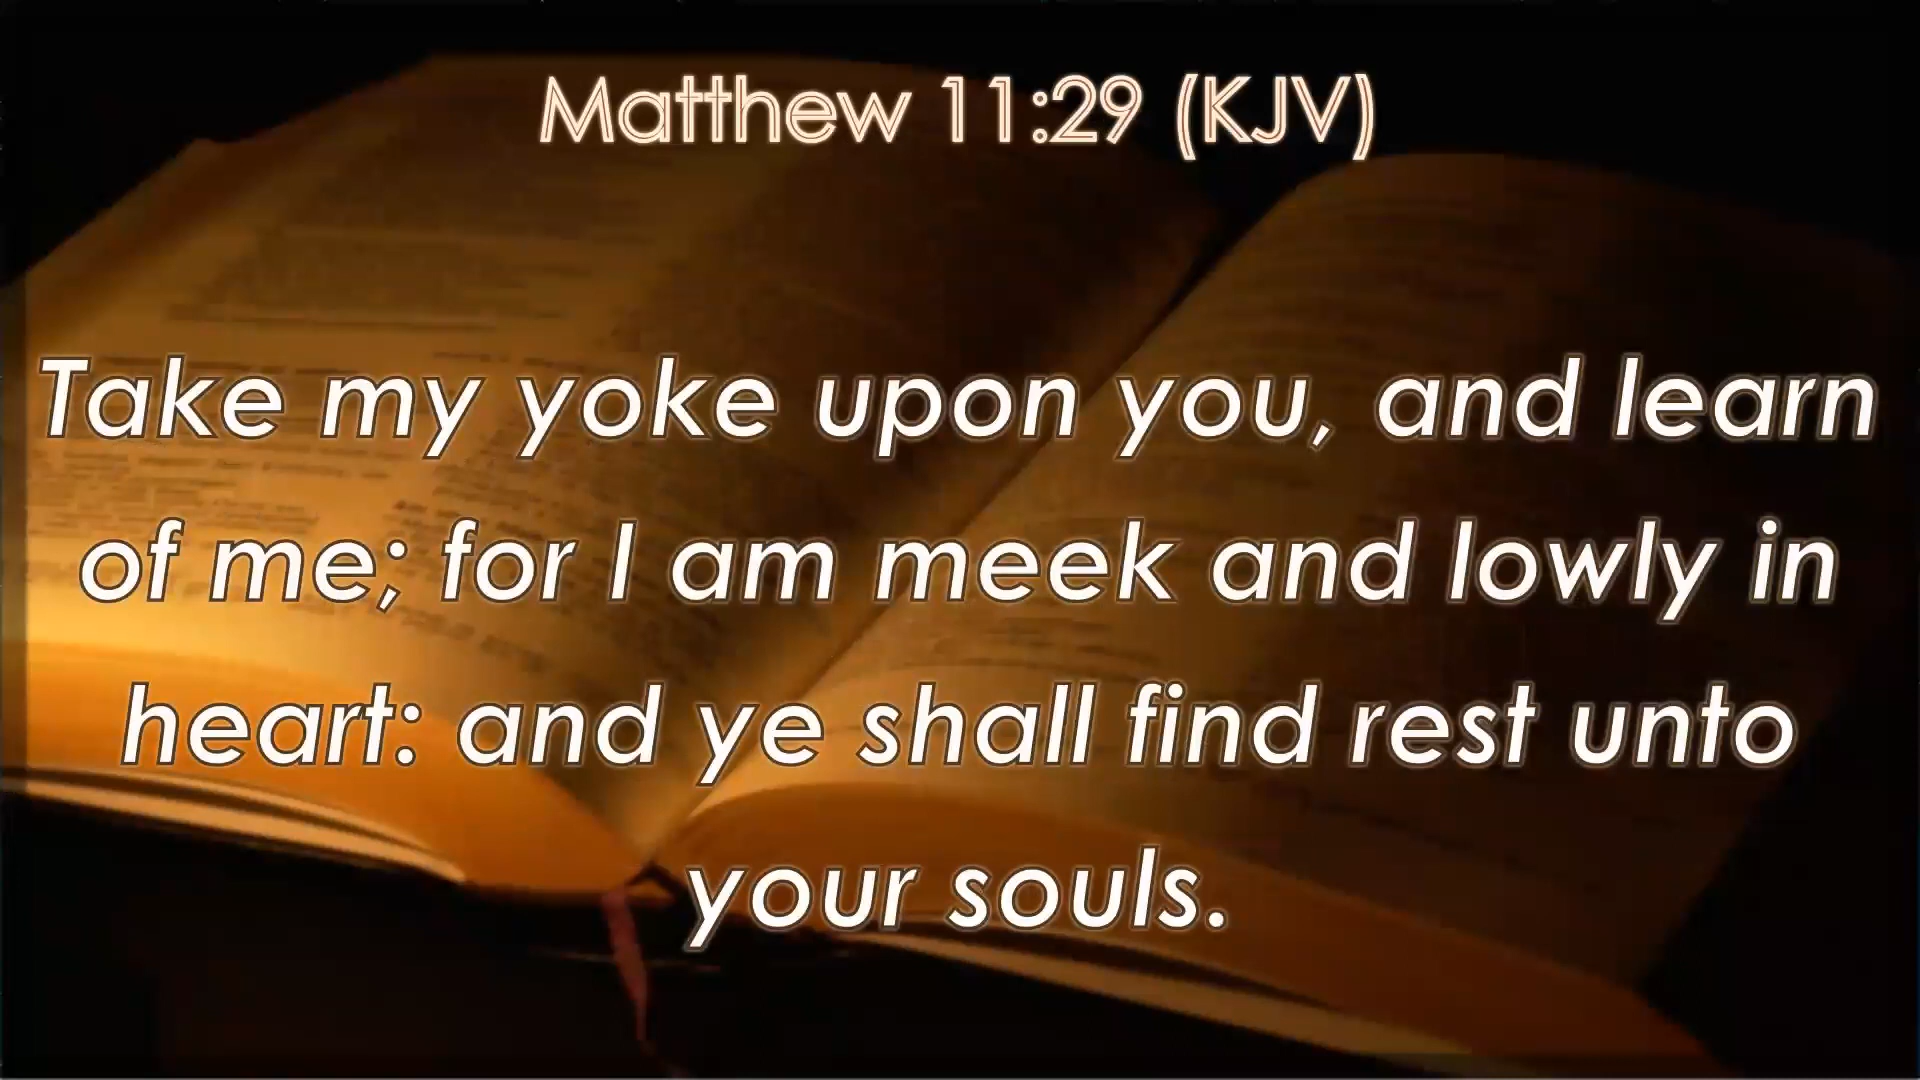 Matthew 11:29 (KJV)
Take my yoke upon you, and learn
of me; for I am meek and lowly in
heart: and ye shall find rest unto
your souls.